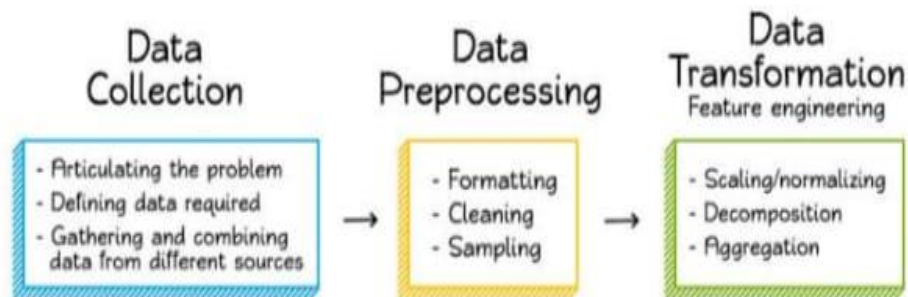 Data
Collection
- Articulating the problem
- Defining data required
- Gathering and combining
data from different sources
Data
Preprocessing
- Formatting
- Cleaning
- Sampling
Data
Transformation
Feature engineering
- Scaling/normalizing
- Decomposition
- Aggregation